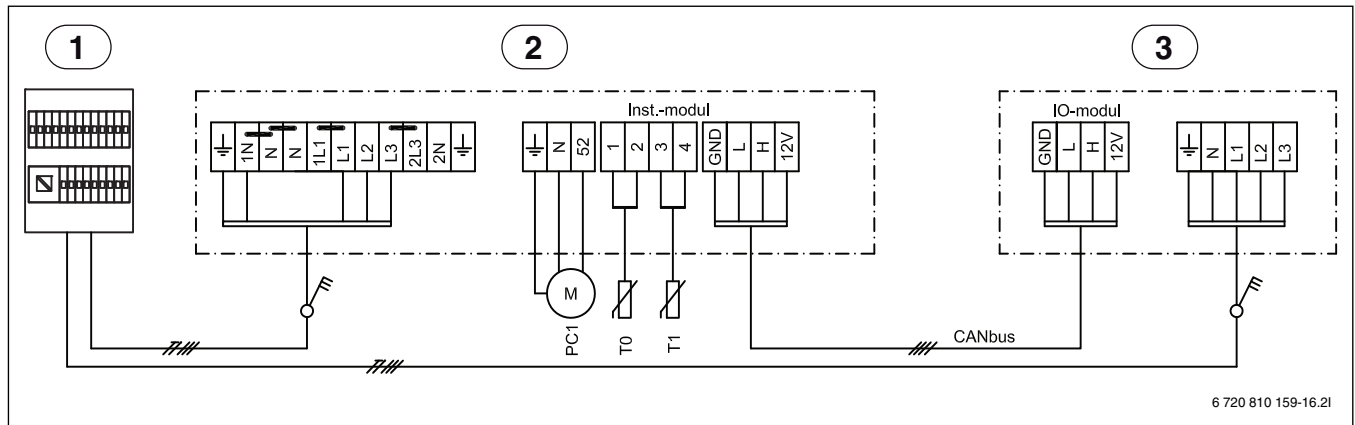 1
2
3
Inst.-modul
IO-modul
1N
N
N
1L1
L1
L2
L3
2L3
2N
N
52
1
2
3
4
GND
L
H
12V
GND
L
H
12V
N
L1
L2
L3
M
PC1
T0
T1
CANbus
6 720 810 159-16.2I